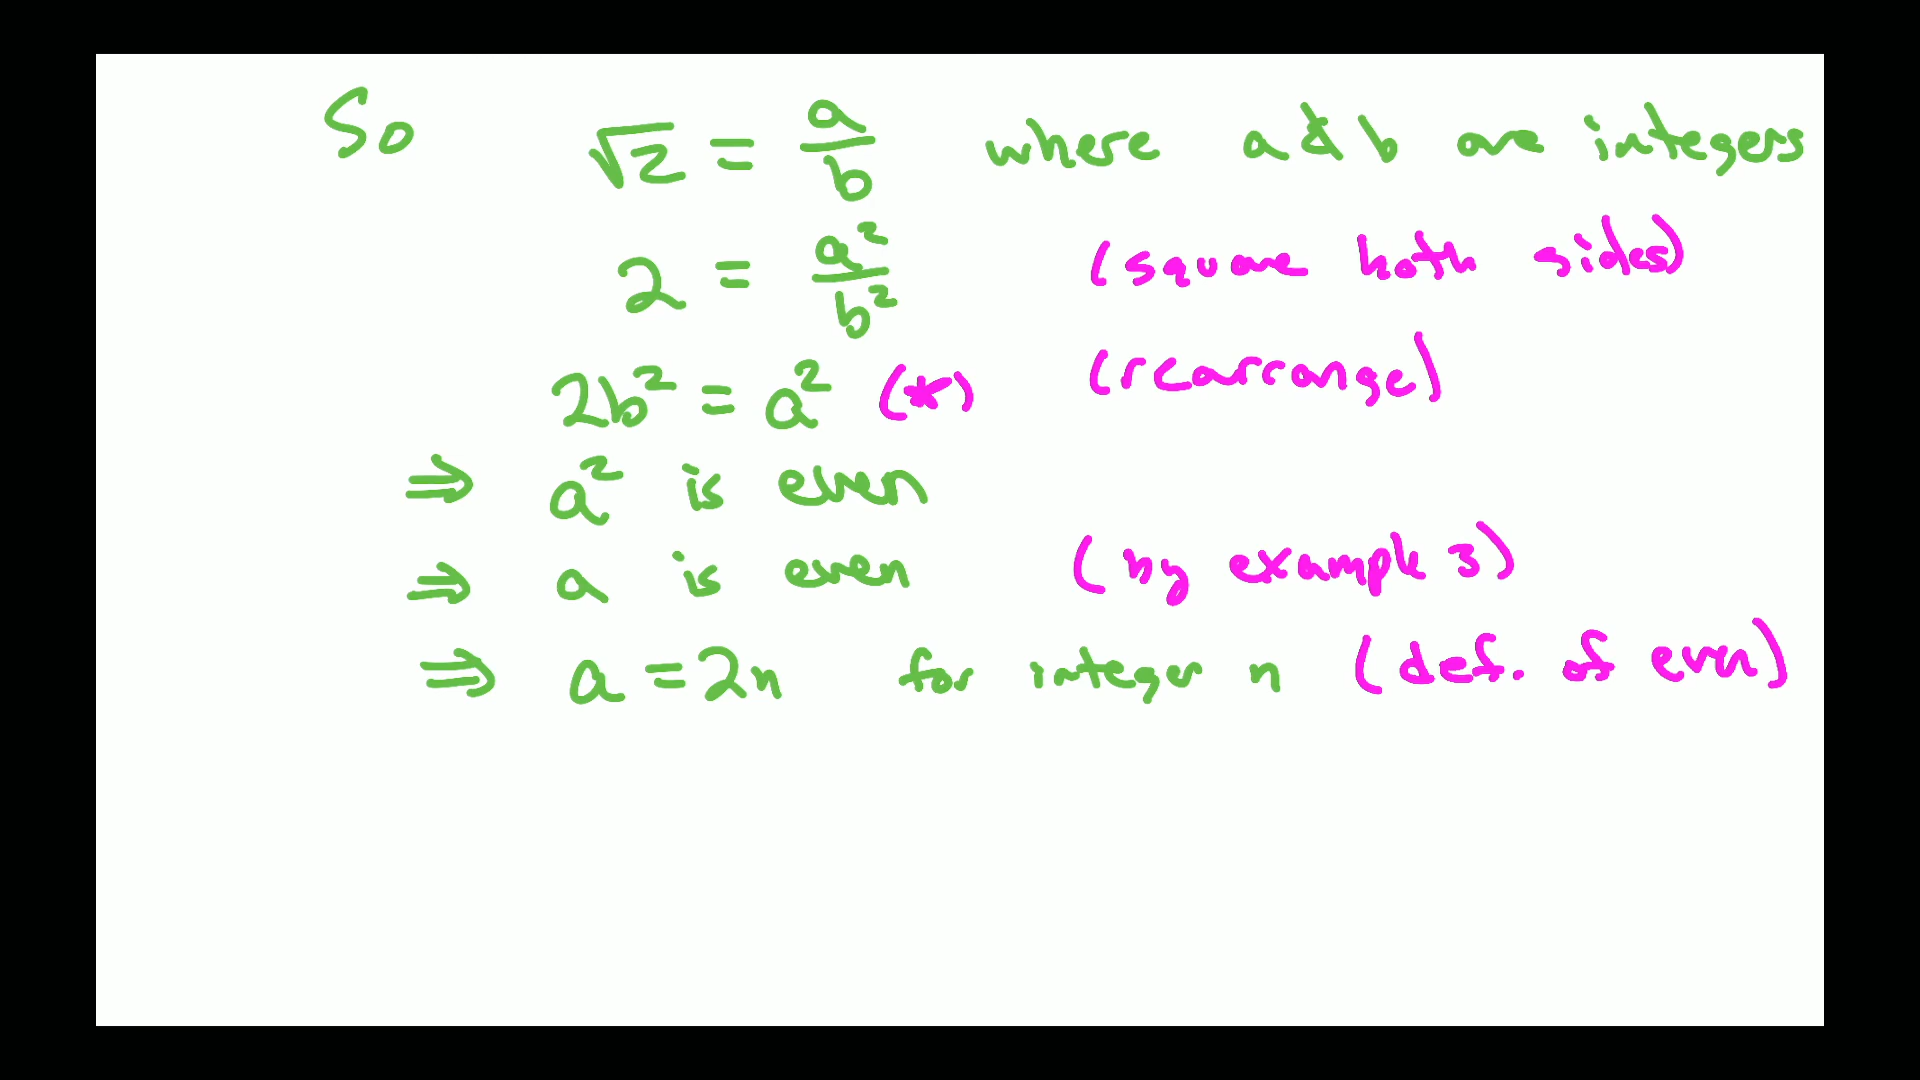 So √2 = a/b where a & b are integers
2 = a²/b² (square both sides)
2b² = a² (*) (rearrange)
⇒ a² is even
⇒ a is even (by example 3)
⇒ a = 2n for integer n (def. of even)